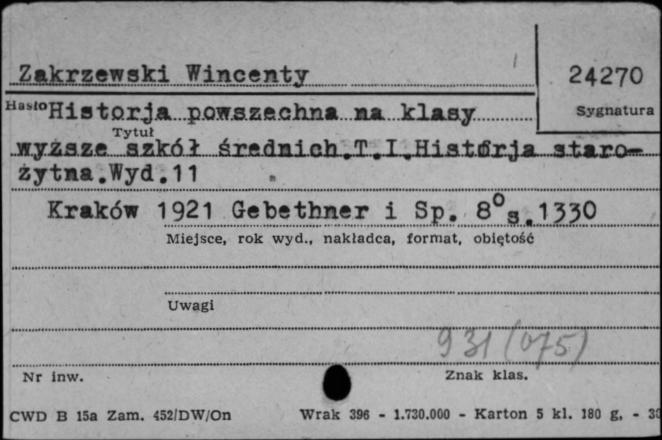 Zakrzewski Wincenty
24270
Hasło
Sygnatura
Historja powszechna na klasy
Tytuł
wyższe szkół średnich.T.I.Historja staro-
żytna.Wyd.11
Kraków 1921 Gebethner i Sp. 8° s.1330
Miejsce, rok wyd., nakładca, format, objętość
Uwagi
931(075)
Nr inw.
Znak klas.
CWD B 15a Zam. 452/DW/On Wrak 396 - 1.730.000 - Karton 5 kl. 180 g, -